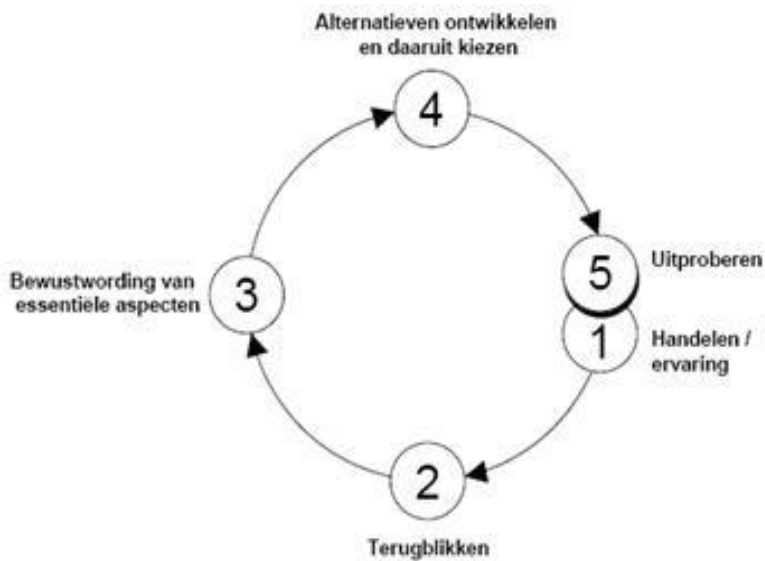 Alternatieven ontwikkelen
en daaruit kiezen
4
5
Uitproberen
Bewustwording van
essentiële aspecten
3
1
Handelen /
ervaring
2
Terugblikken